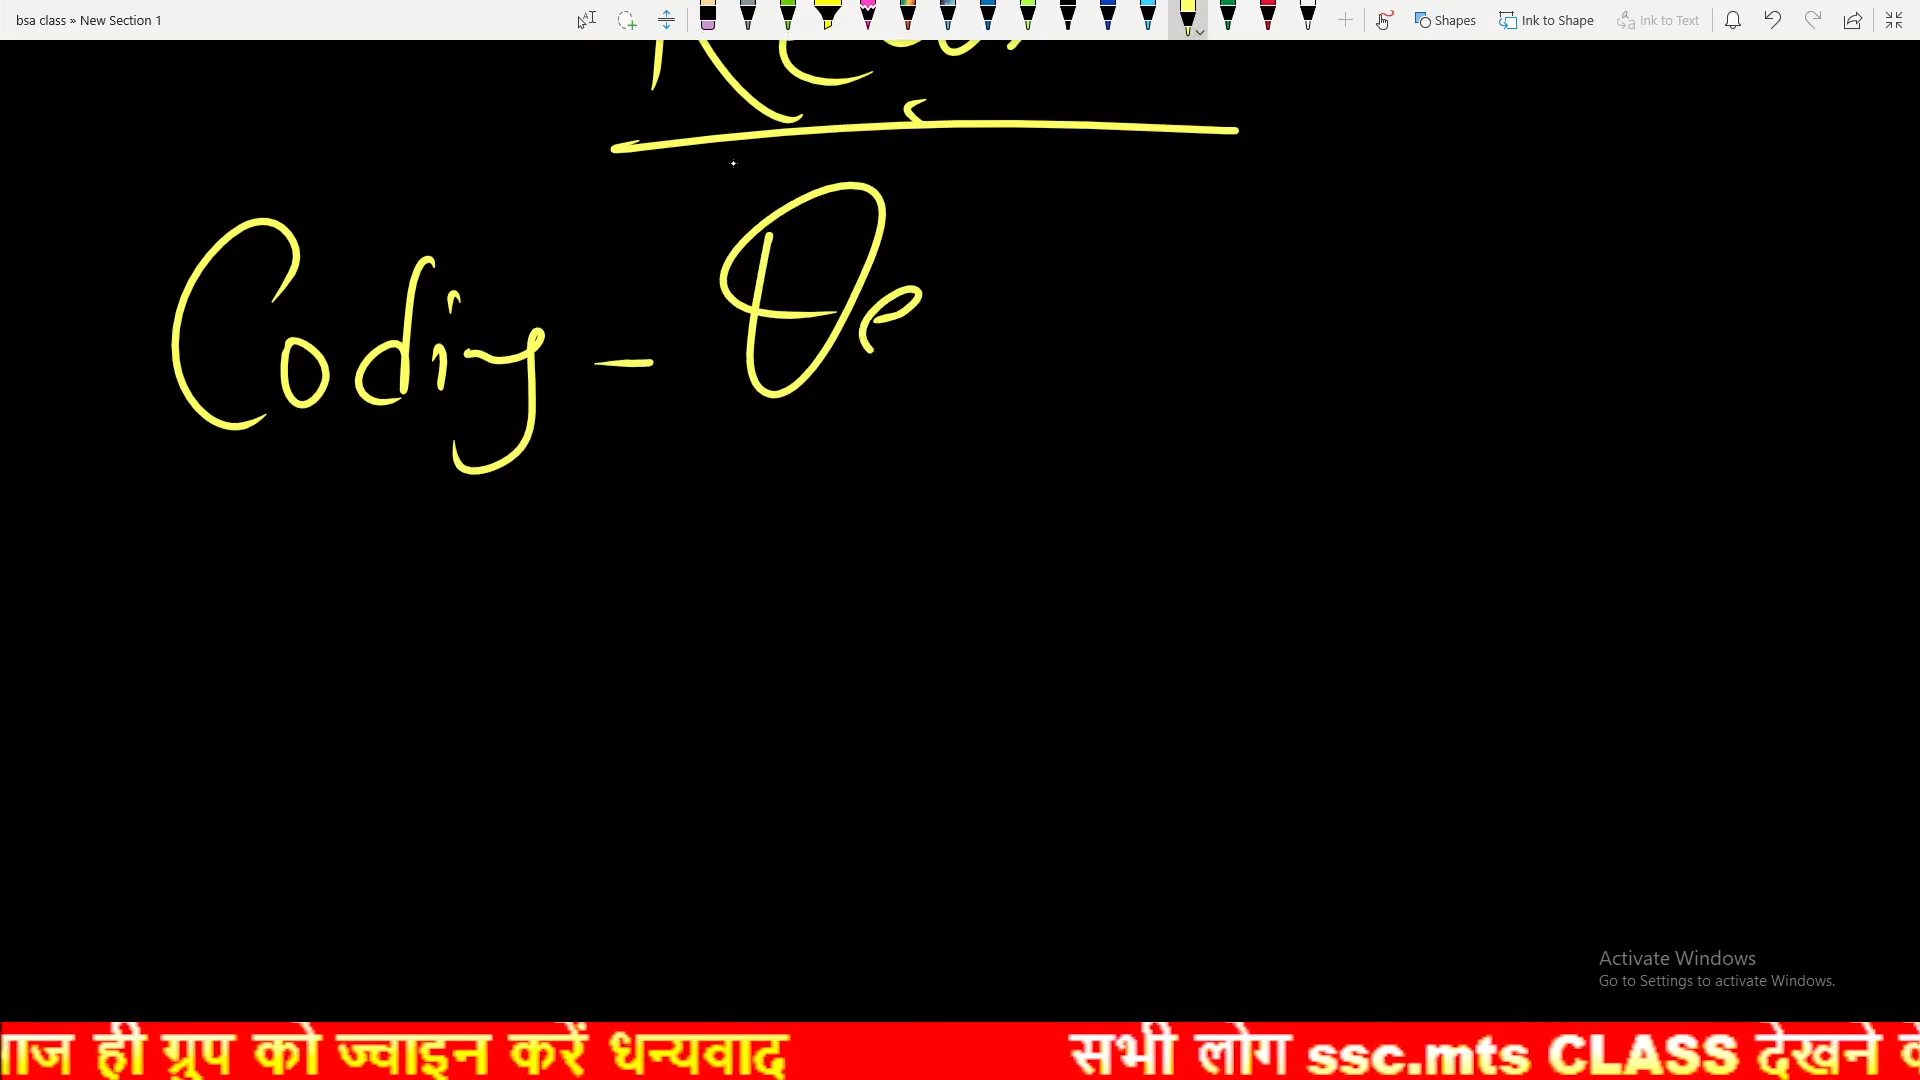 bsa class » New Section 1
Shapes
Ink to Shape
Ink to Text
Coding - De
Activate Windows
Go to Settings to activate Windows.
ही ग्रुप को ज्वाइन करें धन्यवाद
सभी लोग ssc.mts CLASS देखने